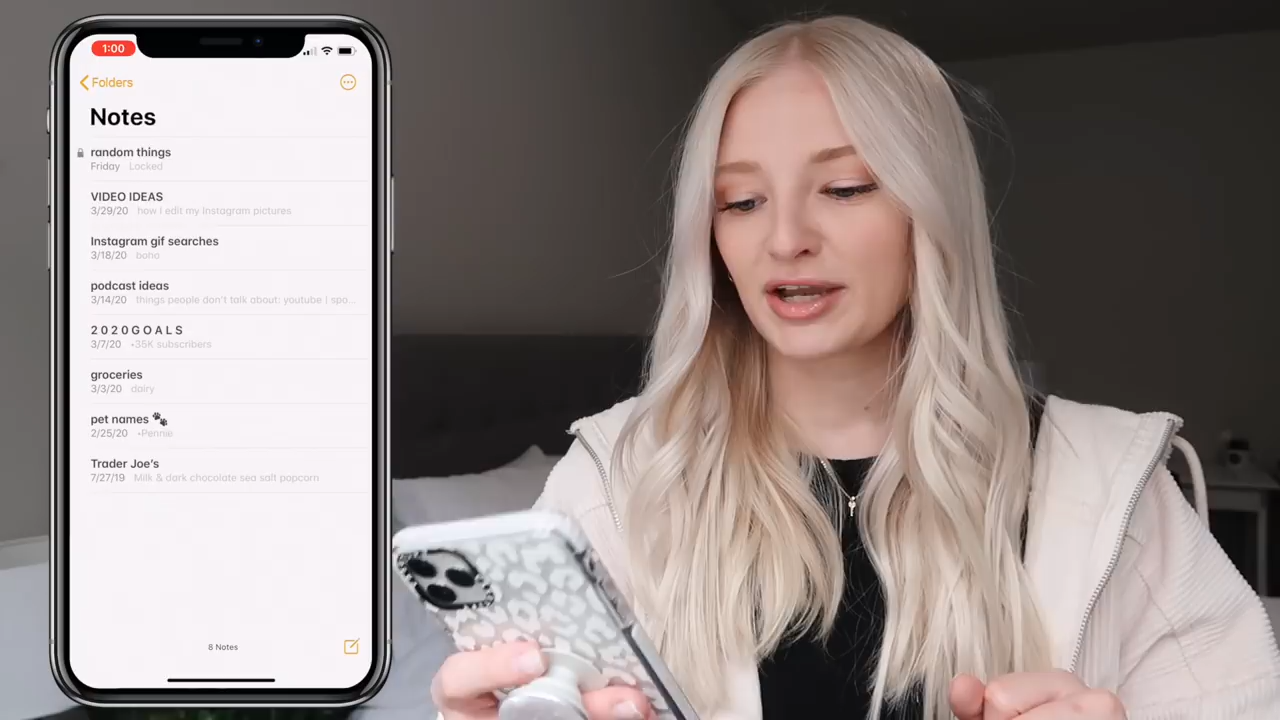 1:00
Folders
Notes
random things
Friday Locked
VIDEO IDEAS
3/29/20 how I edit my Instagram pictures
Instagram gif searches
3/18/20 boho
podcast ideas
3/14/20 things people don't talk about: youtube | spo...
2 0 2 0 G O A L S
3/7/20 •35K subscribers
groceries
3/3/20 dairy
pet names 🐾
2/25/20 •Pennie
Trader Joe's
7/27/19 Milk & dark chocolate sea salt popcorn
8 Notes